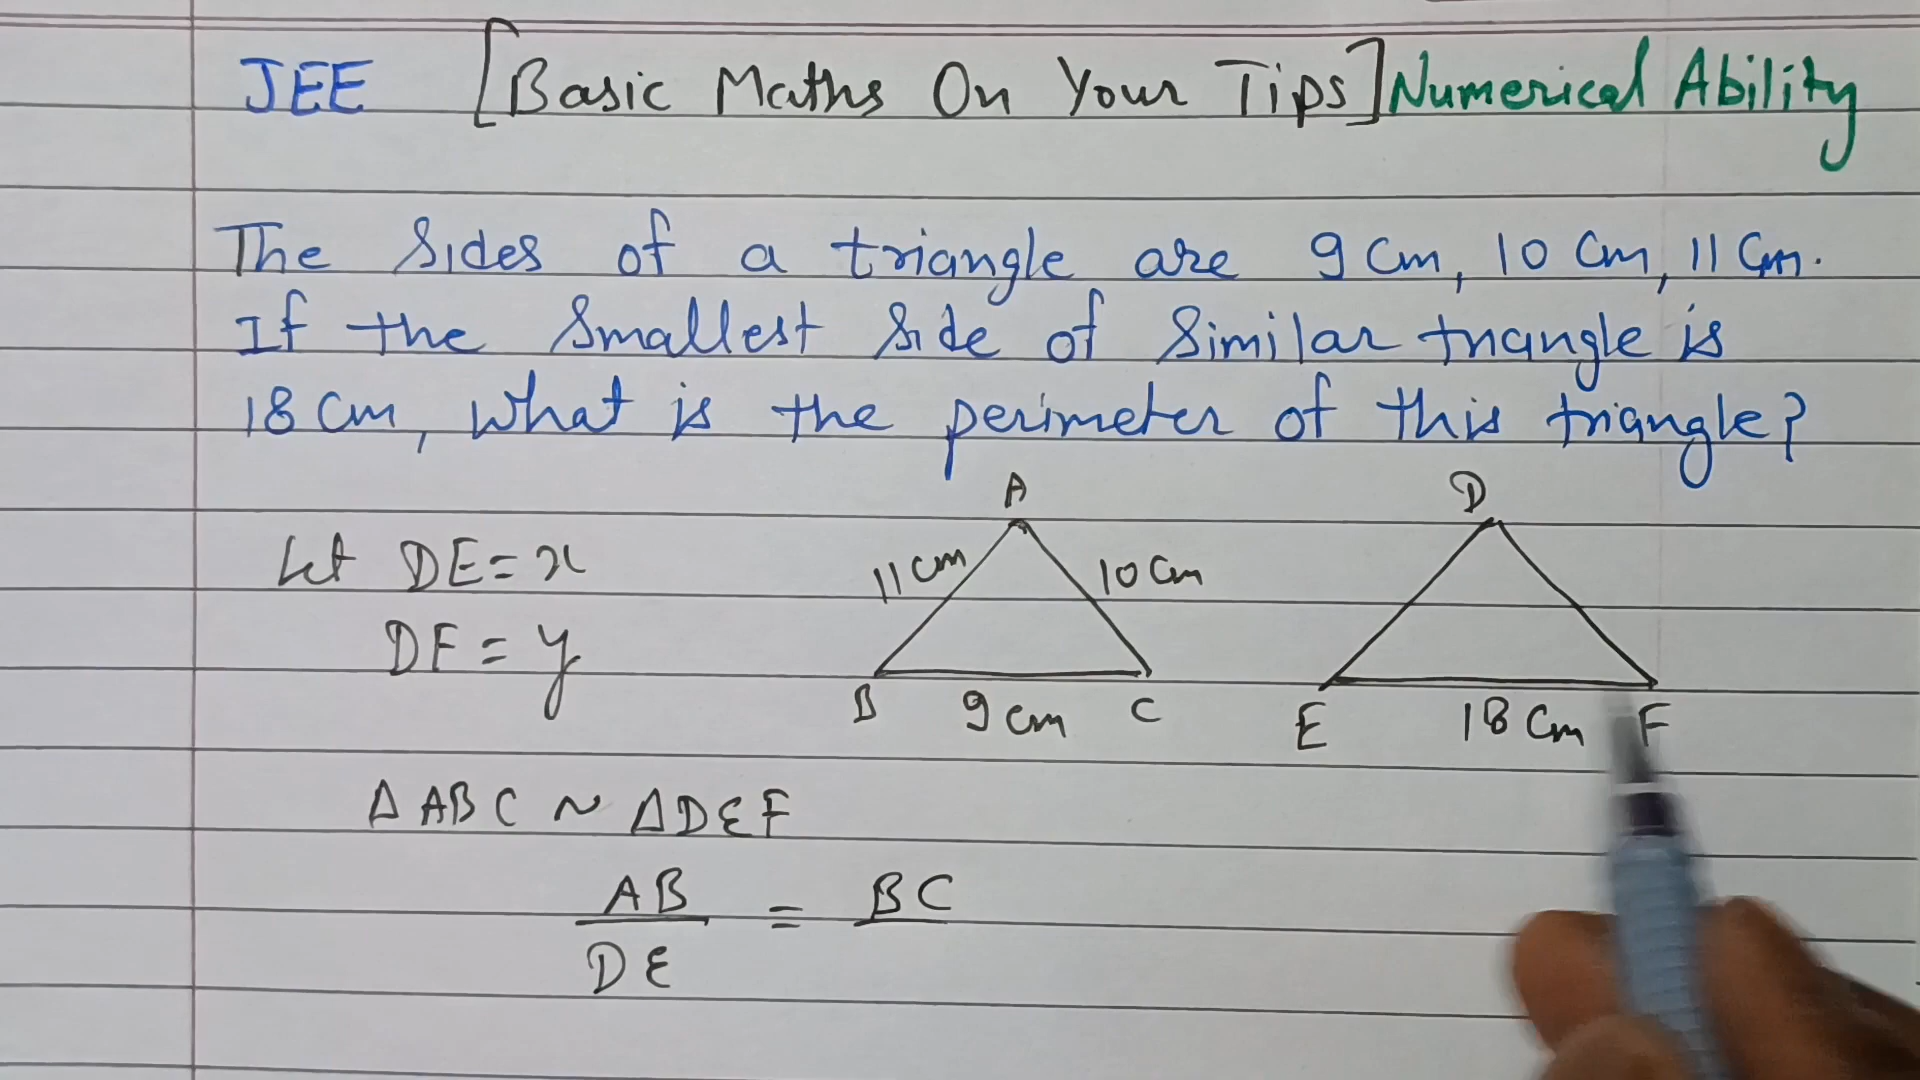 JEE [Basic Maths On Your Tips] Numerical Ability
The sides of a triangle are 9 cm, 10 cm, 11 cm.
If the smallest side of similar triangle is
18 cm, what is the perimeter of this triangle?
A
D
Let DE = x
11 cm
10 cm
DF = y
B 9 cm C
E 18 cm F
Δ ABC ~ Δ DEF
AB = BC
DE